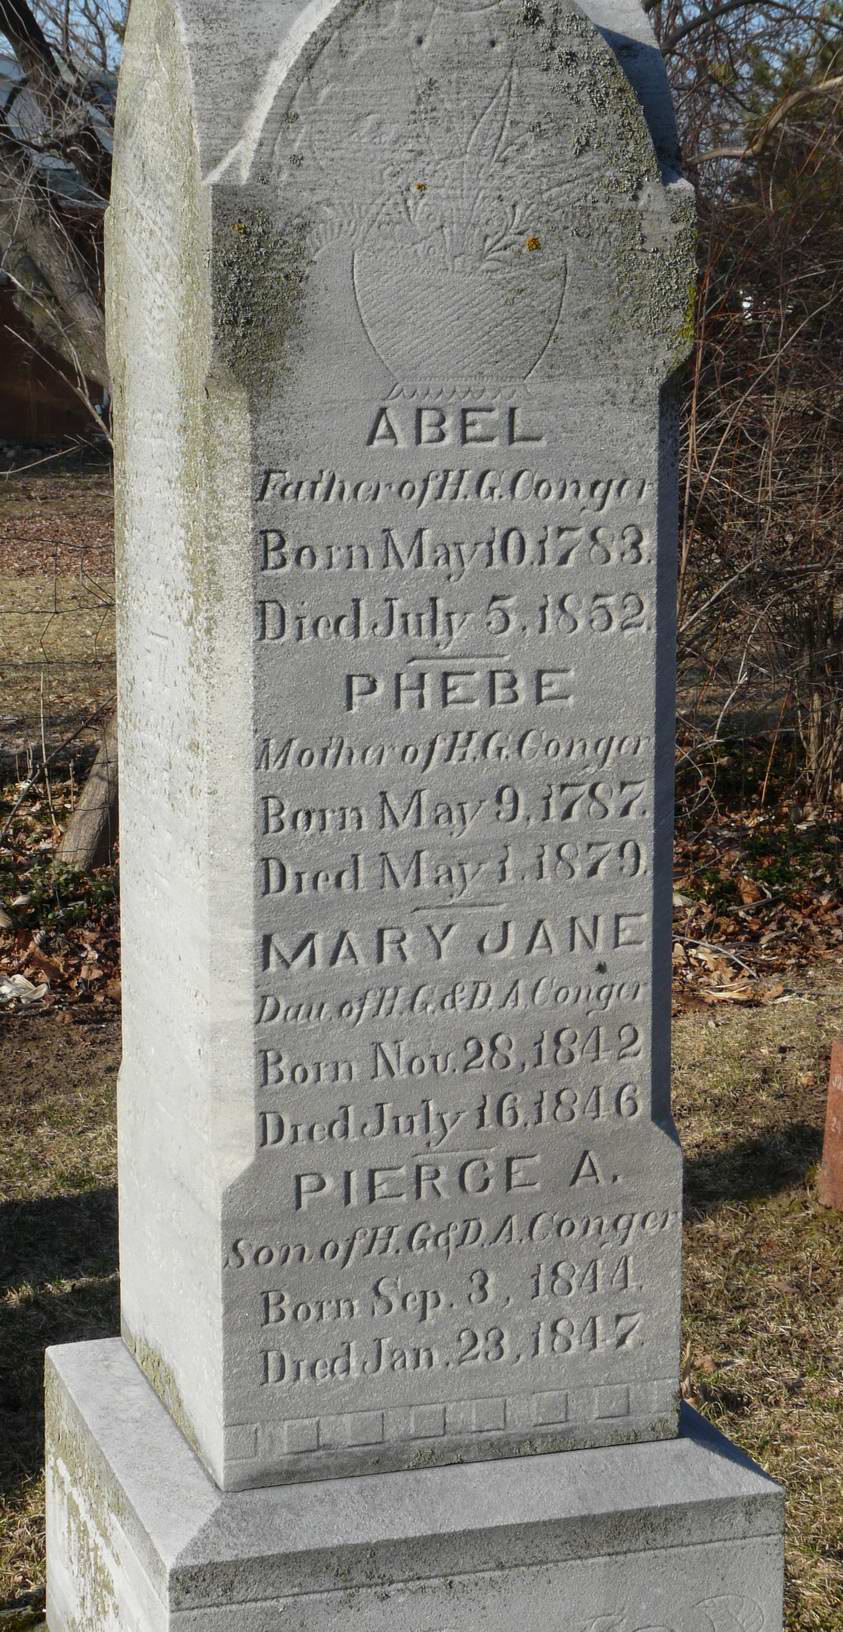 ABEL
Father of H.G. Conger
Born May 10. 1783.
Died July 5, 1852.
PHEBE
Mother of H.G. Conger
Born May 9, 1787.
Died May 1. 1879.
MARY JANE
Dau. of H.G. & D.A. Conger
Born Nov. 28, 1842
Died July 16, 1846
PIERCE A.
Son of H.G & D.A. Conger
Born Sep. 3, 1844.
Died Jan. 23, 1847.